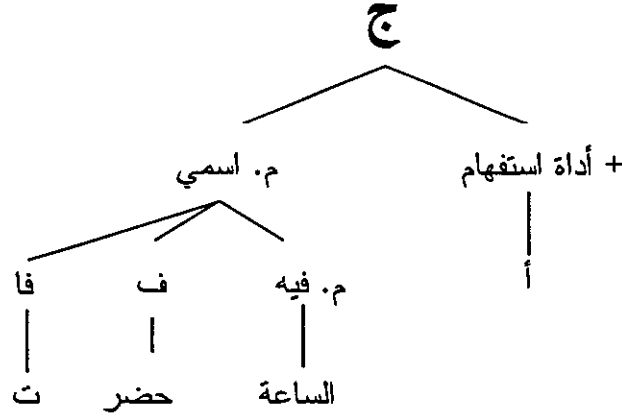 ج
+ أداة استفهام م. اسمي
أ م. فيه ف فا
الساعة حضر ت